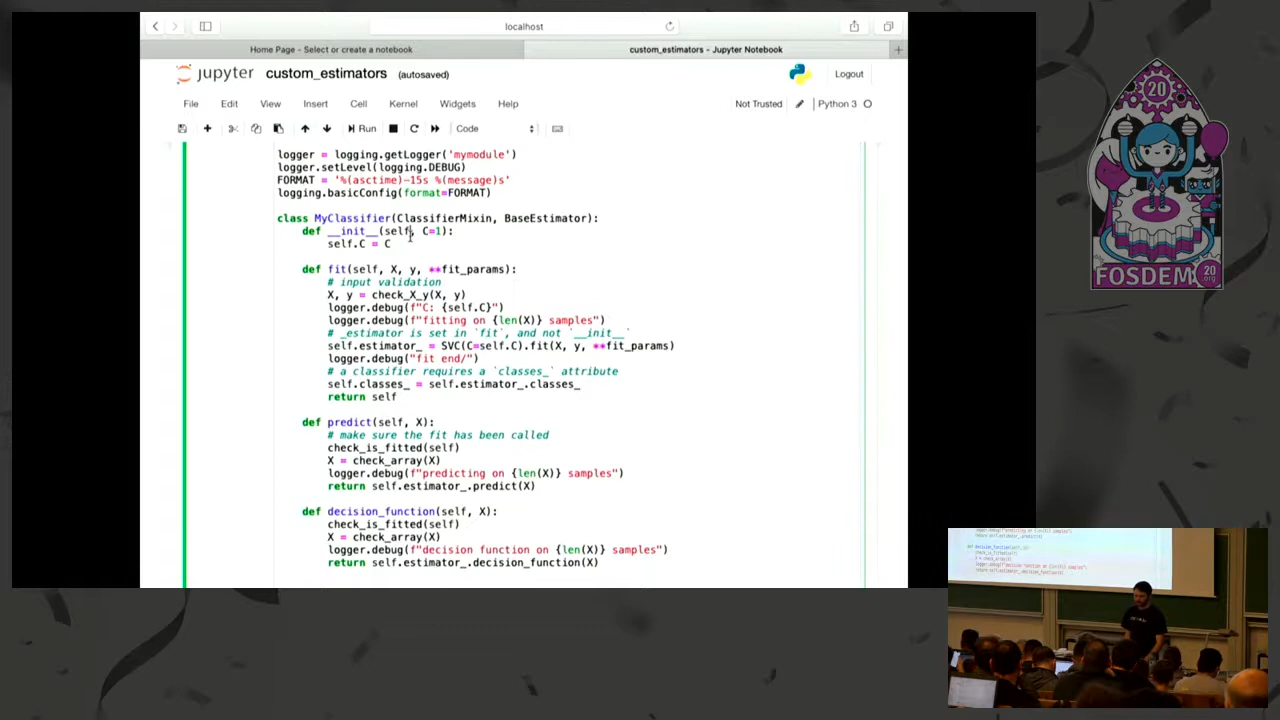 localhost
Home Page - Select or create a notebook
custom_estimators - Jupyter Notebook
jupyter custom_estimators (autosaved)
Logout
File Edit View Insert Cell Kernel Widgets Help
Not Trusted Python 3
Run Code
logger = logging.getLogger('mymodule')
logger.setLevel(logging.DEBUG)
FORMAT = '%(asctime)-15s %(message)s'
logging.basicConfig(format=FORMAT)
class MyClassifier(ClassifierMixin, BaseEstimator):
def __init__(self, C=1):
self.C = C
def fit(self, X, y, **fit_params):
# input validation
X, y = check_X_y(X, y)
logger.debug(f"C: {self.C}")
logger.debug(f"fitting on {len(X)} samples")
# _estimator is set in `fit`, and not `__init__`
self.estimator_ = SVC(C=self.C).fit(X, y, **fit_params)
logger.debug("fit end/")
# a classifier requires a `classes_` attribute
self.classes_ = self.estimator_.classes_
return self
def predict(self, X):
# make sure the fit has been called
check_is_fitted(self)
X = check_array(X)
logger.debug(f"predicting on {len(X)} samples")
return self.estimator_.predict(X)
def decision_function(self, X):
check_is_fitted(self)
X = check_array(X)
logger.debug(f"decision function on {len(X)} samples")
return self.estimator_.decision_function(X)
20
FOSDEM 20
.org